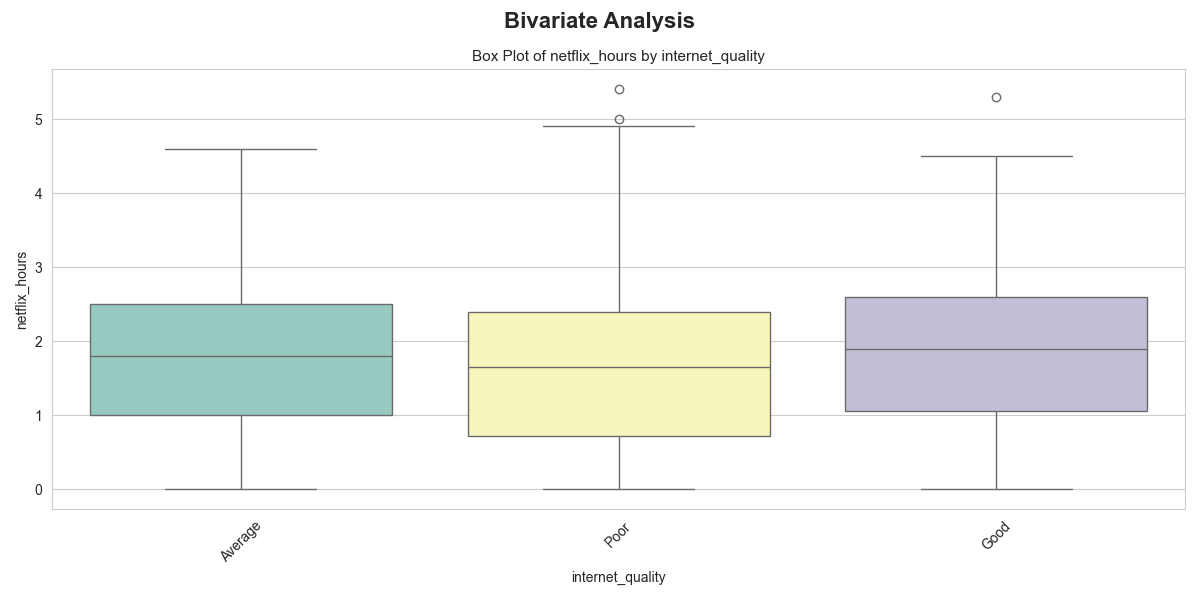 Bivariate Analysis
Box Plot of netflix_hours by internet_quality
netflix_hours
5
4
3
2
1
0
Average
Poor
Good
internet_quality